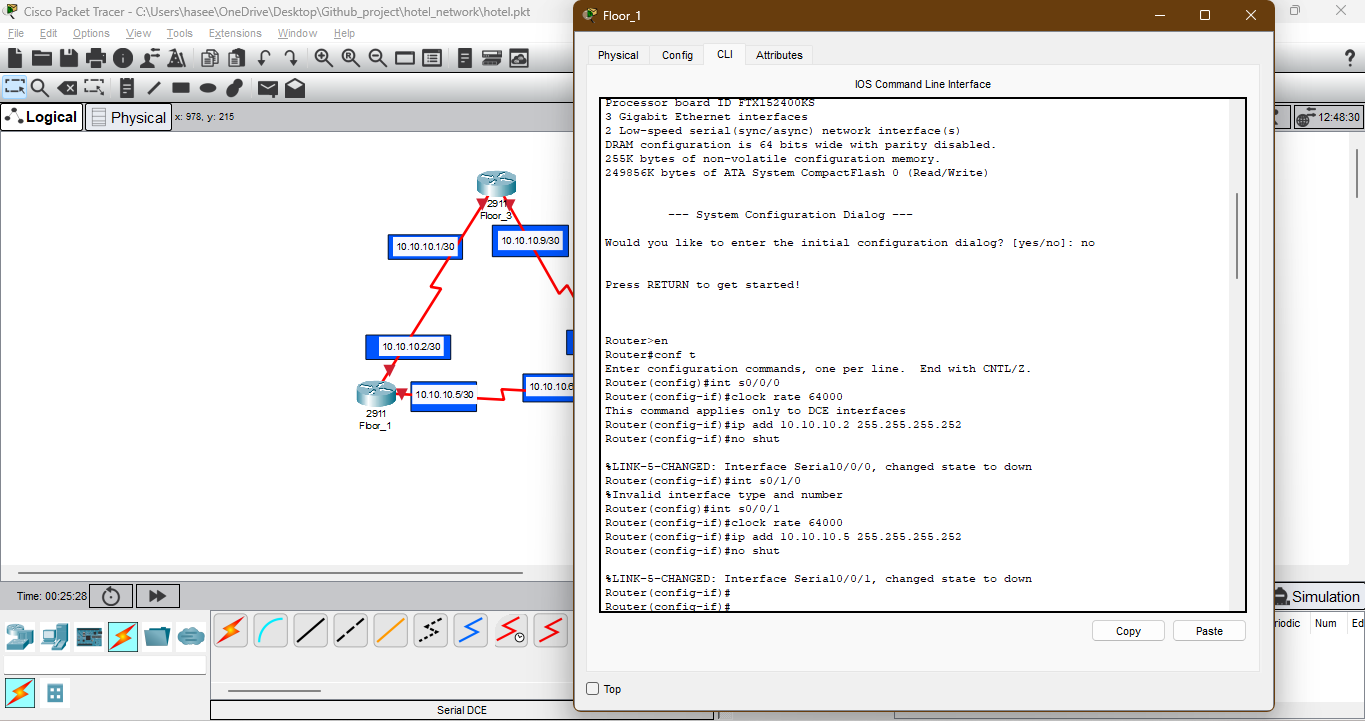 Cisco Packet Tracer - C:\Users\hasee\OneDrive\Desktop\Github_project\hotel_network\hotel.pkt
File Edit Options View Tools Extensions Window Help
Logical
Physical
x: 978, y: 215
12:48:30
2911
Floor_3
10.10.10.1/30
10.10.10.9/30
10.10.10.2/30
10.10.10.5/30
10.10.10.6
2911
Floor_1
Time: 00:25:28
Simulation
riodic Num Ed
Serial DCE
Floor_1
Physical Config CLI Attributes
IOS Command Line Interface
Processor board ID FTX152400KS
3 Gigabit Ethernet interfaces
2 Low-speed serial(sync/async) network interface(s)
DRAM configuration is 64 bits wide with parity disabled.
255K bytes of non-volatile configuration memory.
249856K bytes of ATA System CompactFlash 0 (Read/Write)
--- System Configuration Dialog ---
Would you like to enter the initial configuration dialog? [yes/no]: no
Press RETURN to get started!
Router>en
Router#conf t
Enter configuration commands, one per line.  End with CNTL/Z.
Router(config)#int s0/0/0
Router(config-if)#clock rate 64000
This command applies only to DCE interfaces
Router(config-if)#ip add 10.10.10.2 255.255.255.252
Router(config-if)#no shut
%LINK-5-CHANGED: Interface Serial0/0/0, changed state to down
Router(config-if)#int s0/1/0
%Invalid interface type and number
Router(config)#int s0/0/1
Router(config-if)#clock rate 64000
Router(config-if)#ip add 10.10.10.5 255.255.255.252
Router(config-if)#no shut
%LINK-5-CHANGED: Interface Serial0/0/1, changed state to down
Router(config-if)#
Router(config-if)#
Copy
Paste
Top